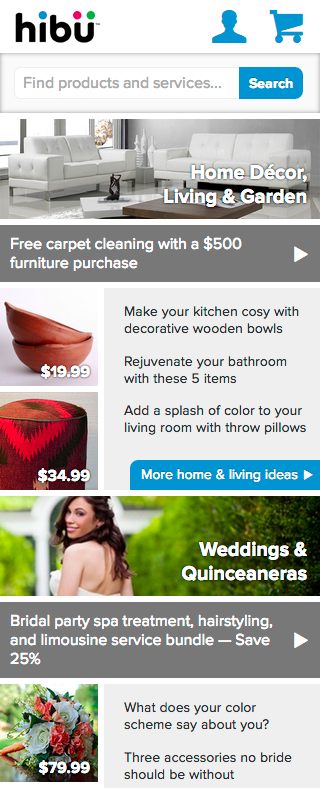 hibü™
Find products and services...
Search
Home Décor,
Living & Garden
Free carpet cleaning with a $500
furniture purchase
$19.99
Make your kitchen cosy with
decorative wooden bowls
Rejuvenate your bathroom
with these 5 items
$34.99
Add a splash of color to your
living room with throw pillows
More home & living ideas
Weddings &
Quinceaneras
Bridal party spa treatment, hairstyling,
and limousine service bundle — Save
25%
$79.99
What does your color
scheme say about you?
Three accessories no bride
should be without